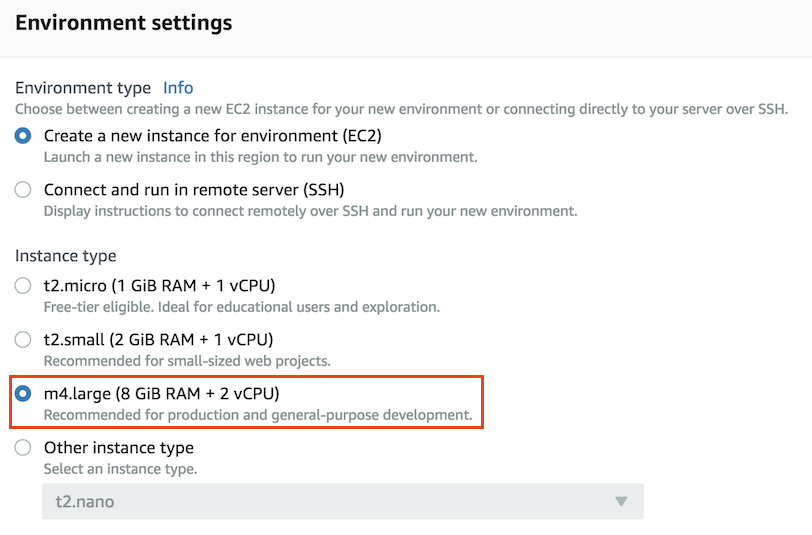 Environment settings
Environment type Info
Choose between creating a new EC2 instance for your new environment or connecting directly to your server over SSH.
Create a new instance for environment (EC2)
Launch a new instance in this region to run your new environment.
Connect and run in remote server (SSH)
Display instructions to connect remotely over SSH and run your new environment.
Instance type
t2.micro (1 GiB RAM + 1 vCPU)
Free-tier eligible. Ideal for educational users and exploration.
t2.small (2 GiB RAM + 1 vCPU)
Recommended for small-sized web projects.
m4.large (8 GiB RAM + 2 vCPU)
Recommended for production and general-purpose development.
Other instance type
Select an instance type.
t2.nano